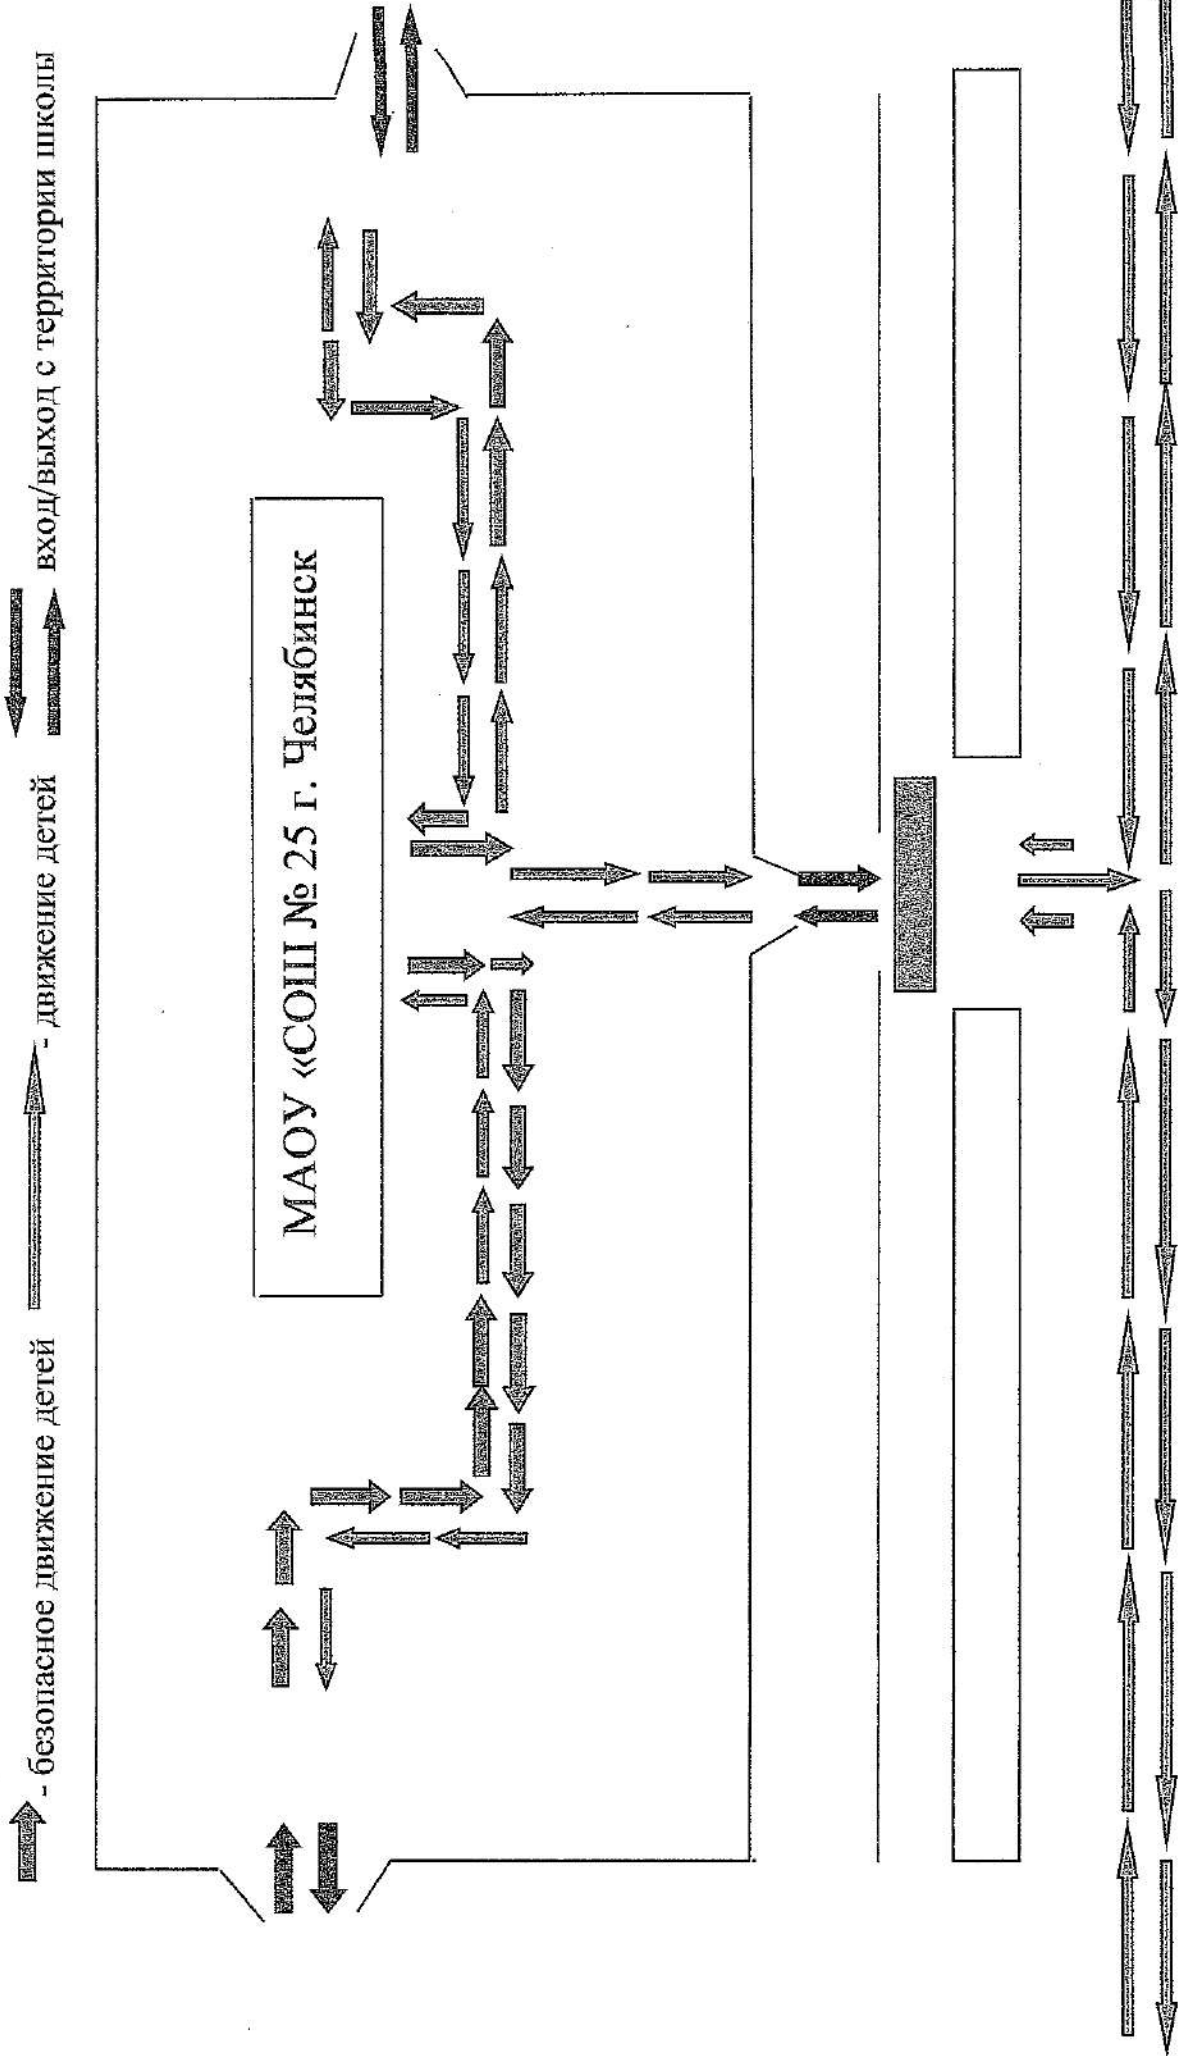 - безопасное движение детей - движение детей вход/выход с территории школы
МАОУ «СОШ № 25 г. Челябинск